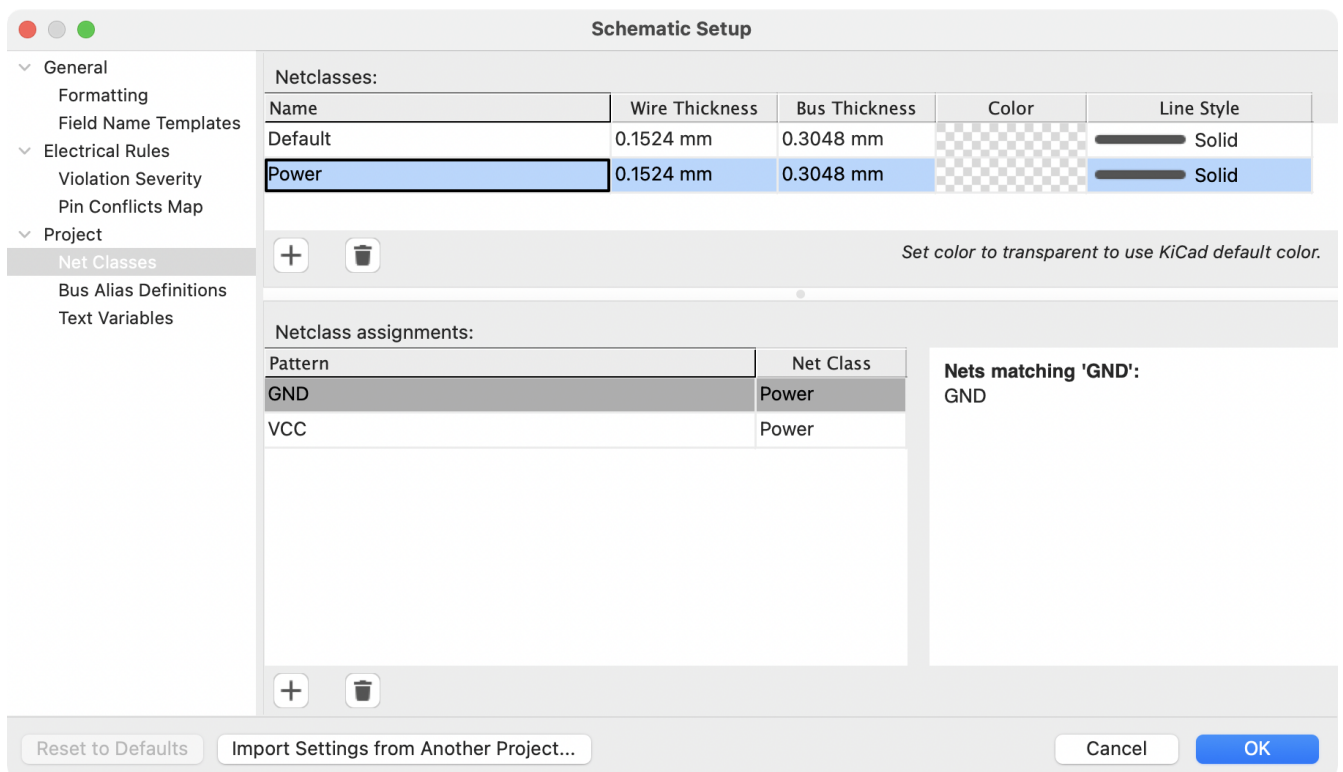 Schematic Setup
General
Formatting
Field Name Templates
Electrical Rules
Violation Severity
Pin Conflicts Map
Project
Net Classes
Bus Alias Definitions
Text Variables
Netclasses:
Name Wire Thickness Bus Thickness Color Line Style
Default 0.1524 mm 0.3048 mm Solid
Power 0.1524 mm 0.3048 mm Solid
Set color to transparent to use KiCad default color.
Netclass assignments:
Pattern Net Class
GND Power
VCC Power
Nets matching 'GND':
GND
Reset to Defaults Import Settings from Another Project... Cancel OK